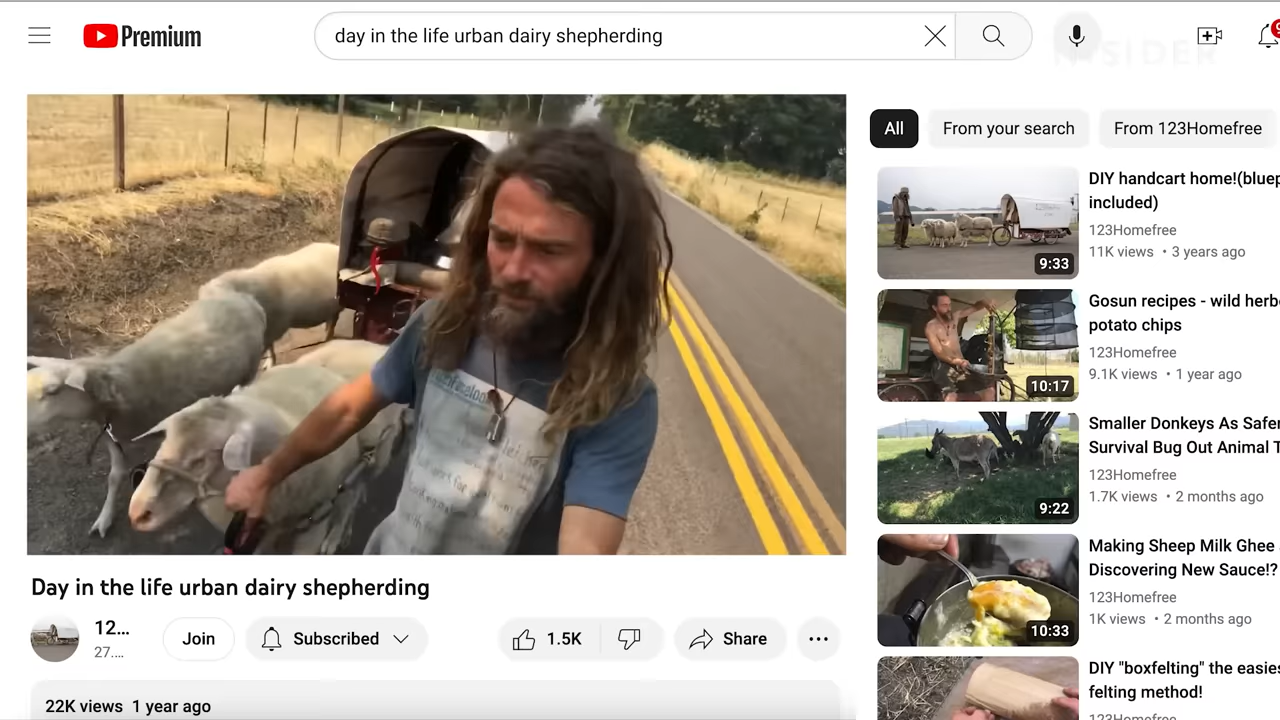 Premium
day in the life urban dairy shepherding
INSIDER
All
From your search
From 123Homefree
DIY handcart home!(bluep
included)
123Homefree
11K views • 3 years ago
9:33
Gosun recipes - wild herb
potato chips
123Homefree
9.1K views • 1 year ago
10:17
Smaller Donkeys As Safer
Survival Bug Out Animal T
123Homefree
1.7K views • 2 months ago
9:22
Making Sheep Milk Ghee
Discovering New Sauce!?
123Homefree
1K views • 2 months ago
10:33
DIY "boxfelting" the easies
felting method!
123Homefree
Day in the life urban dairy shepherding
12...
27....
Join
Subscribed
1.5K
Share
22K views 1 year ago